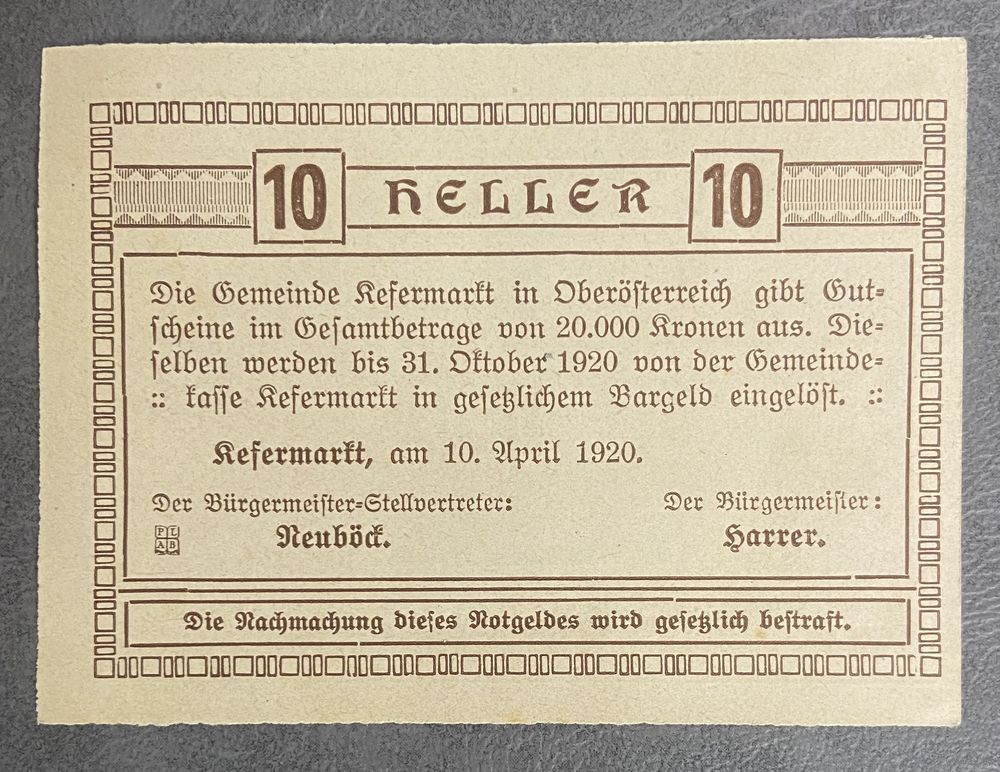 10 HELLER 10
Die Gemeinde Kefermarkt in Oberösterreich gibt Gut=
scheine im Gesamtbetrage von 20.000 Kronen aus. Die=
selben werden bis 31. Oktober 1920 von der Gemeinde=
:: kasse Kefermarkt in gesetzlichem Bargeld eingelöst. ::
Kefermarkt, am 10. April 1920.
Der Bürgermeister-Stellvertreter: Der Bürgermeister:
Neuböck. Harrer.
PL
AB
Die Nachmachung dieses Notgeldes wird gesetzlich bestraft.